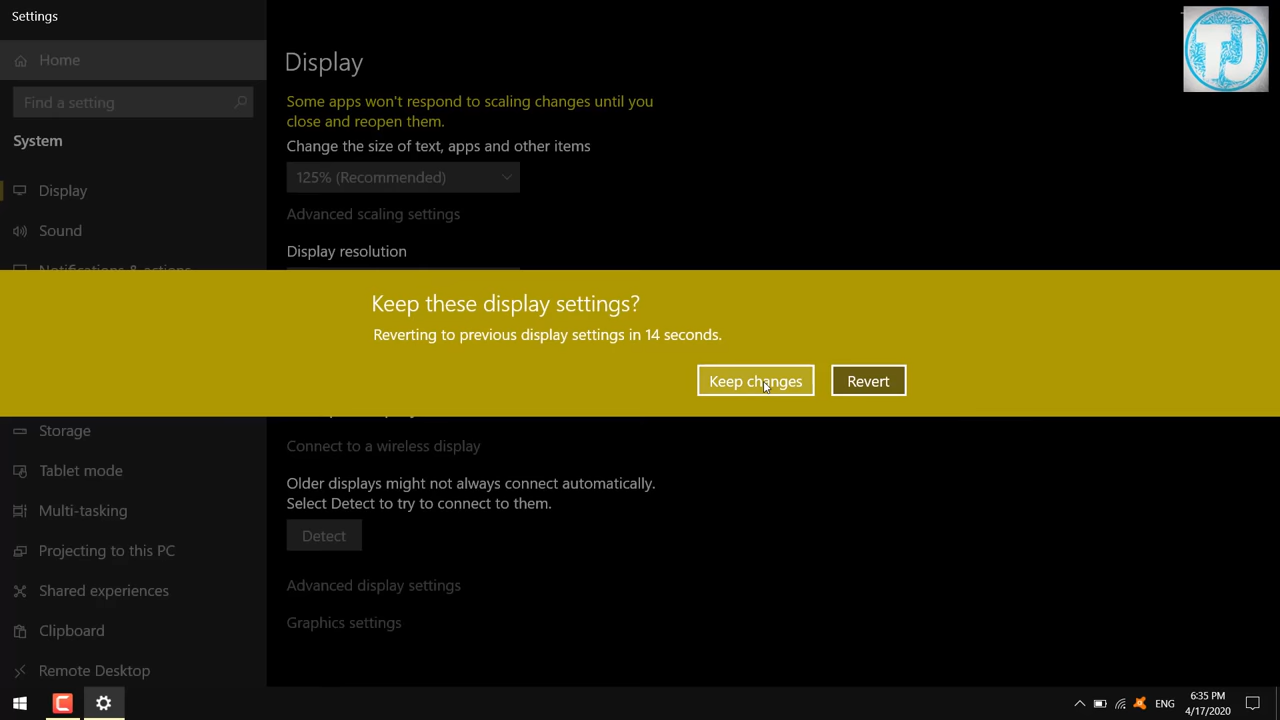 Settings
TJ
Home
Find a setting
System
Display
Sound
Notifications & actions
Storage
Tablet mode
Multi-tasking
Projecting to this PC
Shared experiences
Clipboard
Remote Desktop
Display
Some apps won't respond to scaling changes until you
close and reopen them.
Change the size of text, apps and other items
125% (Recommended)
Advanced scaling settings
Display resolution
Keep these display settings?
Reverting to previous display settings in 14 seconds.
Keep changes
Revert
Connect to a wireless display
Older displays might not always connect automatically.
Select Detect to try to connect to them.
Detect
Advanced display settings
Graphics settings
ENG
6:35 PM
4/17/2020